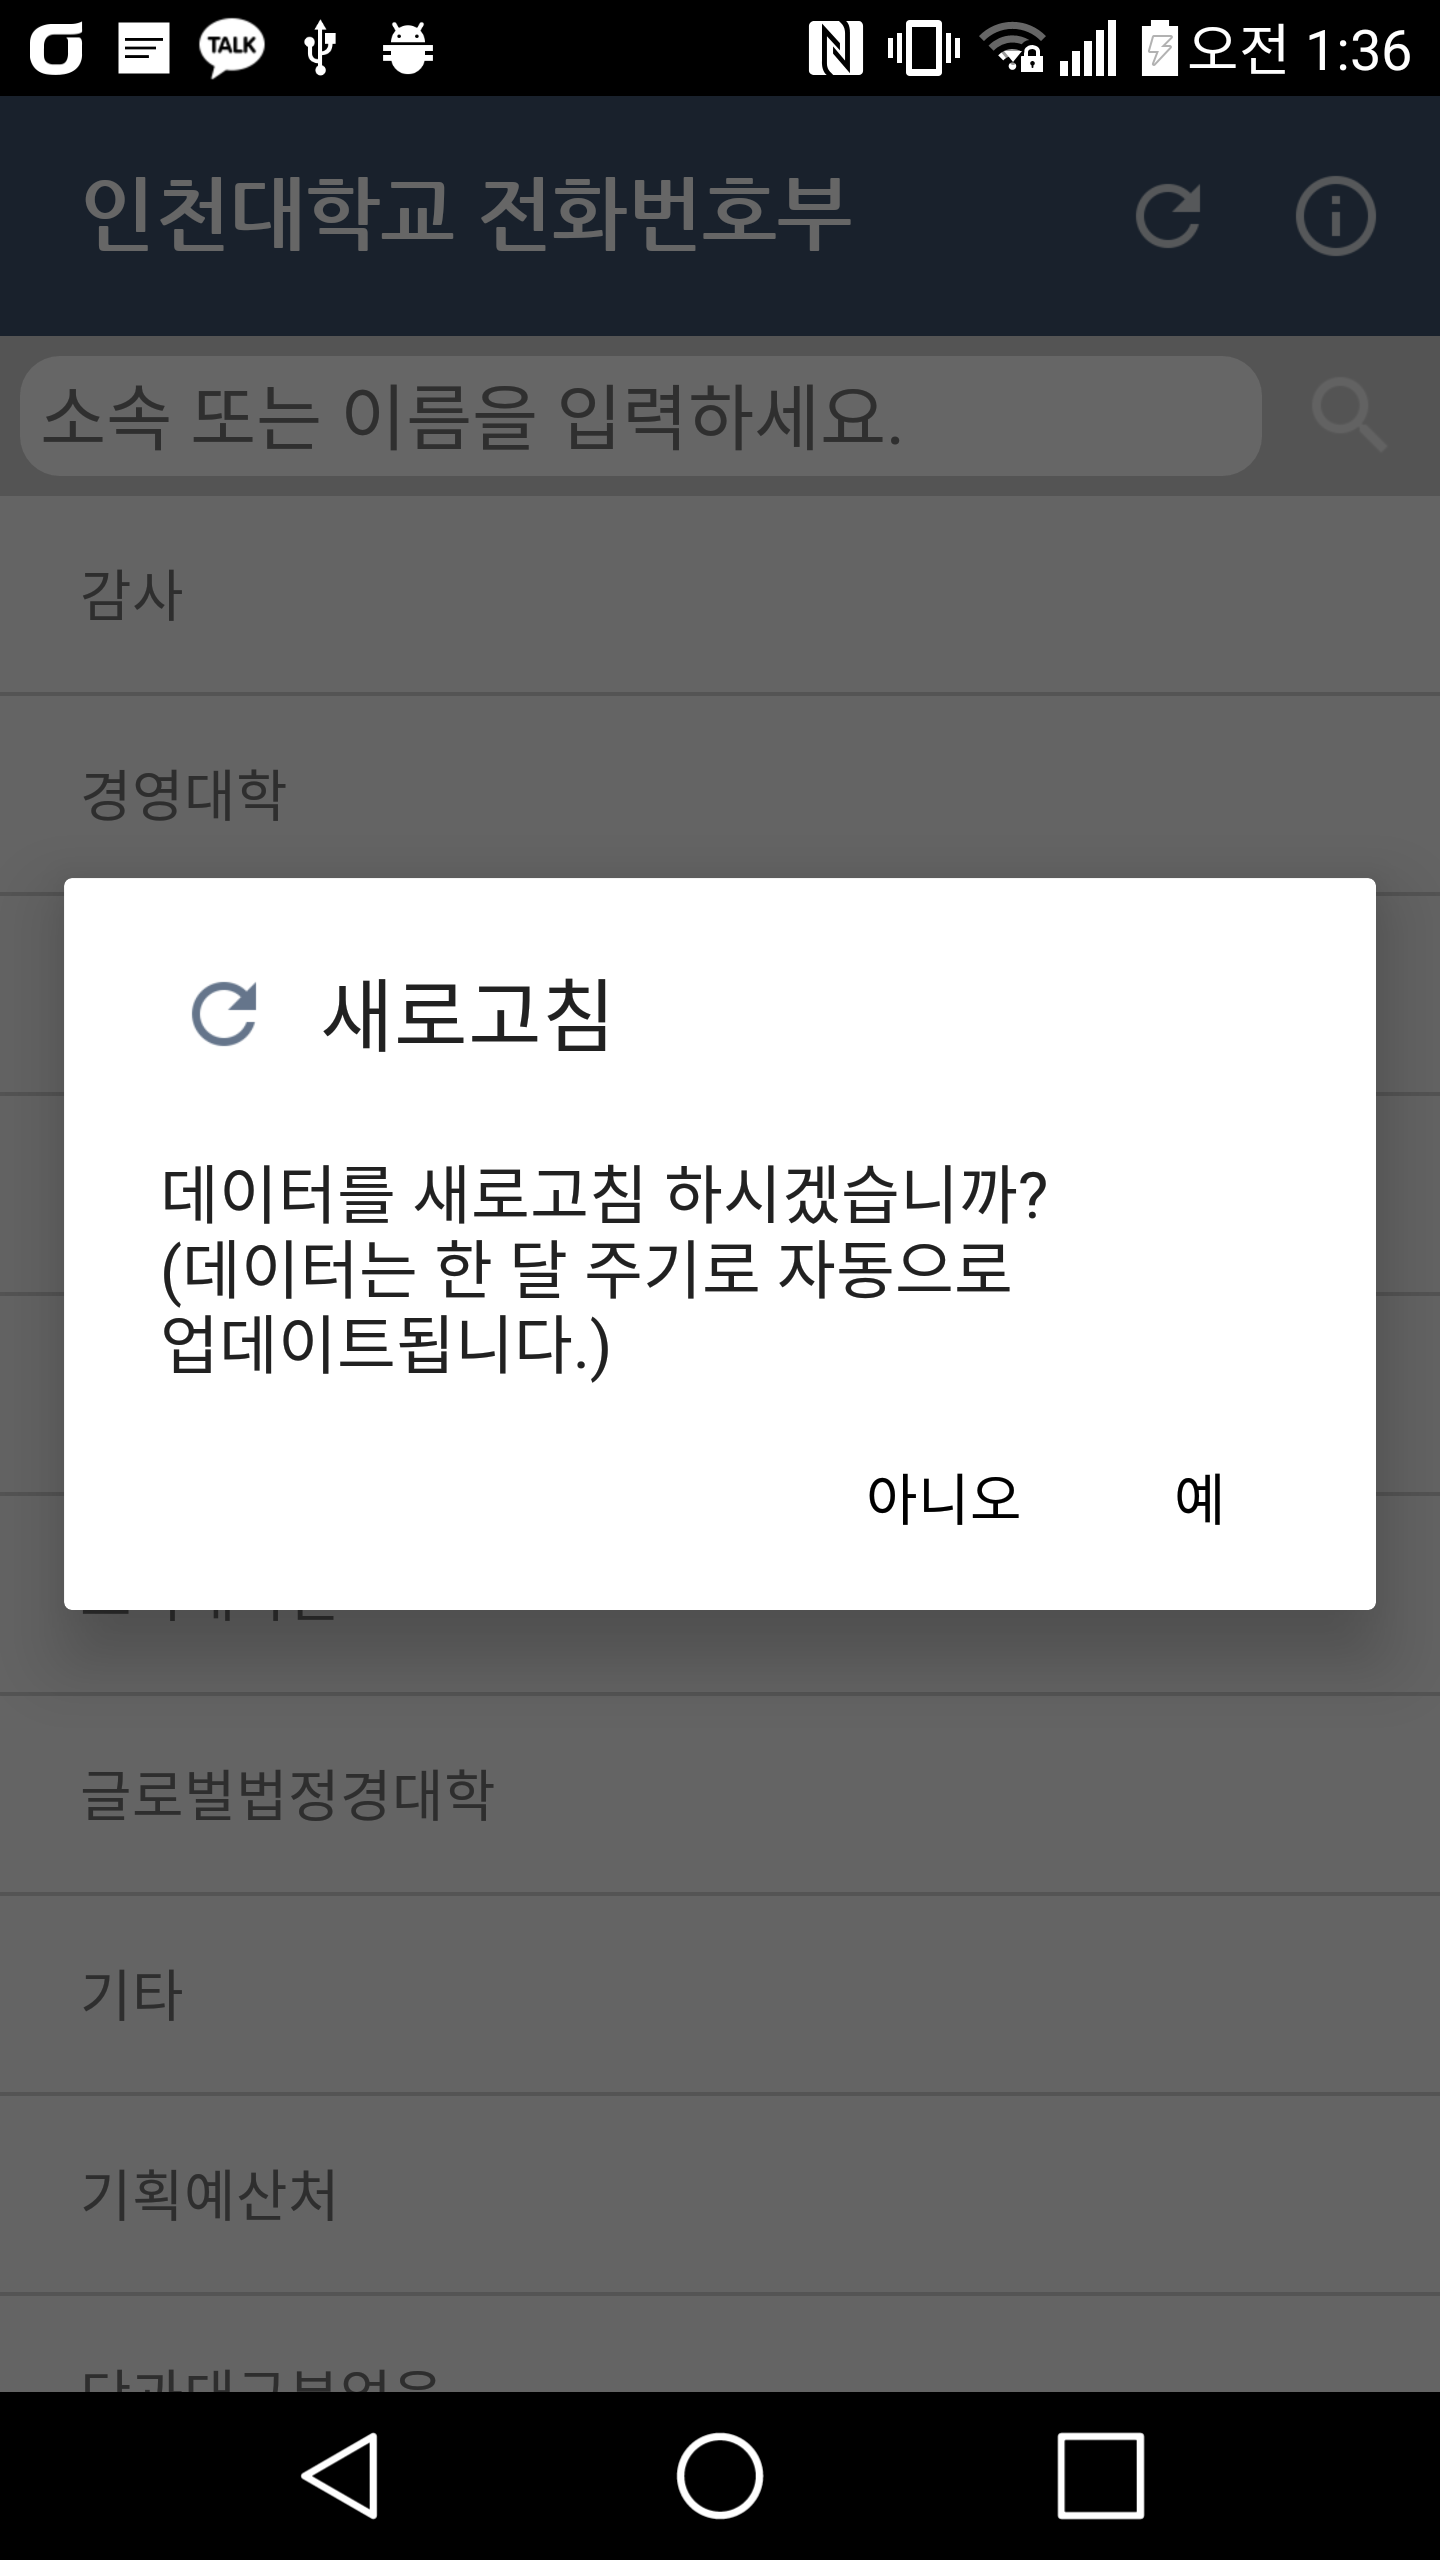 TALK
오전 1:36
인천대학교 전화번호부
소속 또는 이름을 입력하세요.
감사
경영대학
새로고침
데이터를 새로고침 하시겠습니까?
(데이터는 한 달 주기로 자동으로
업데이트됩니다.)
아니오 예
글로벌법정경대학
기타
기획예산처